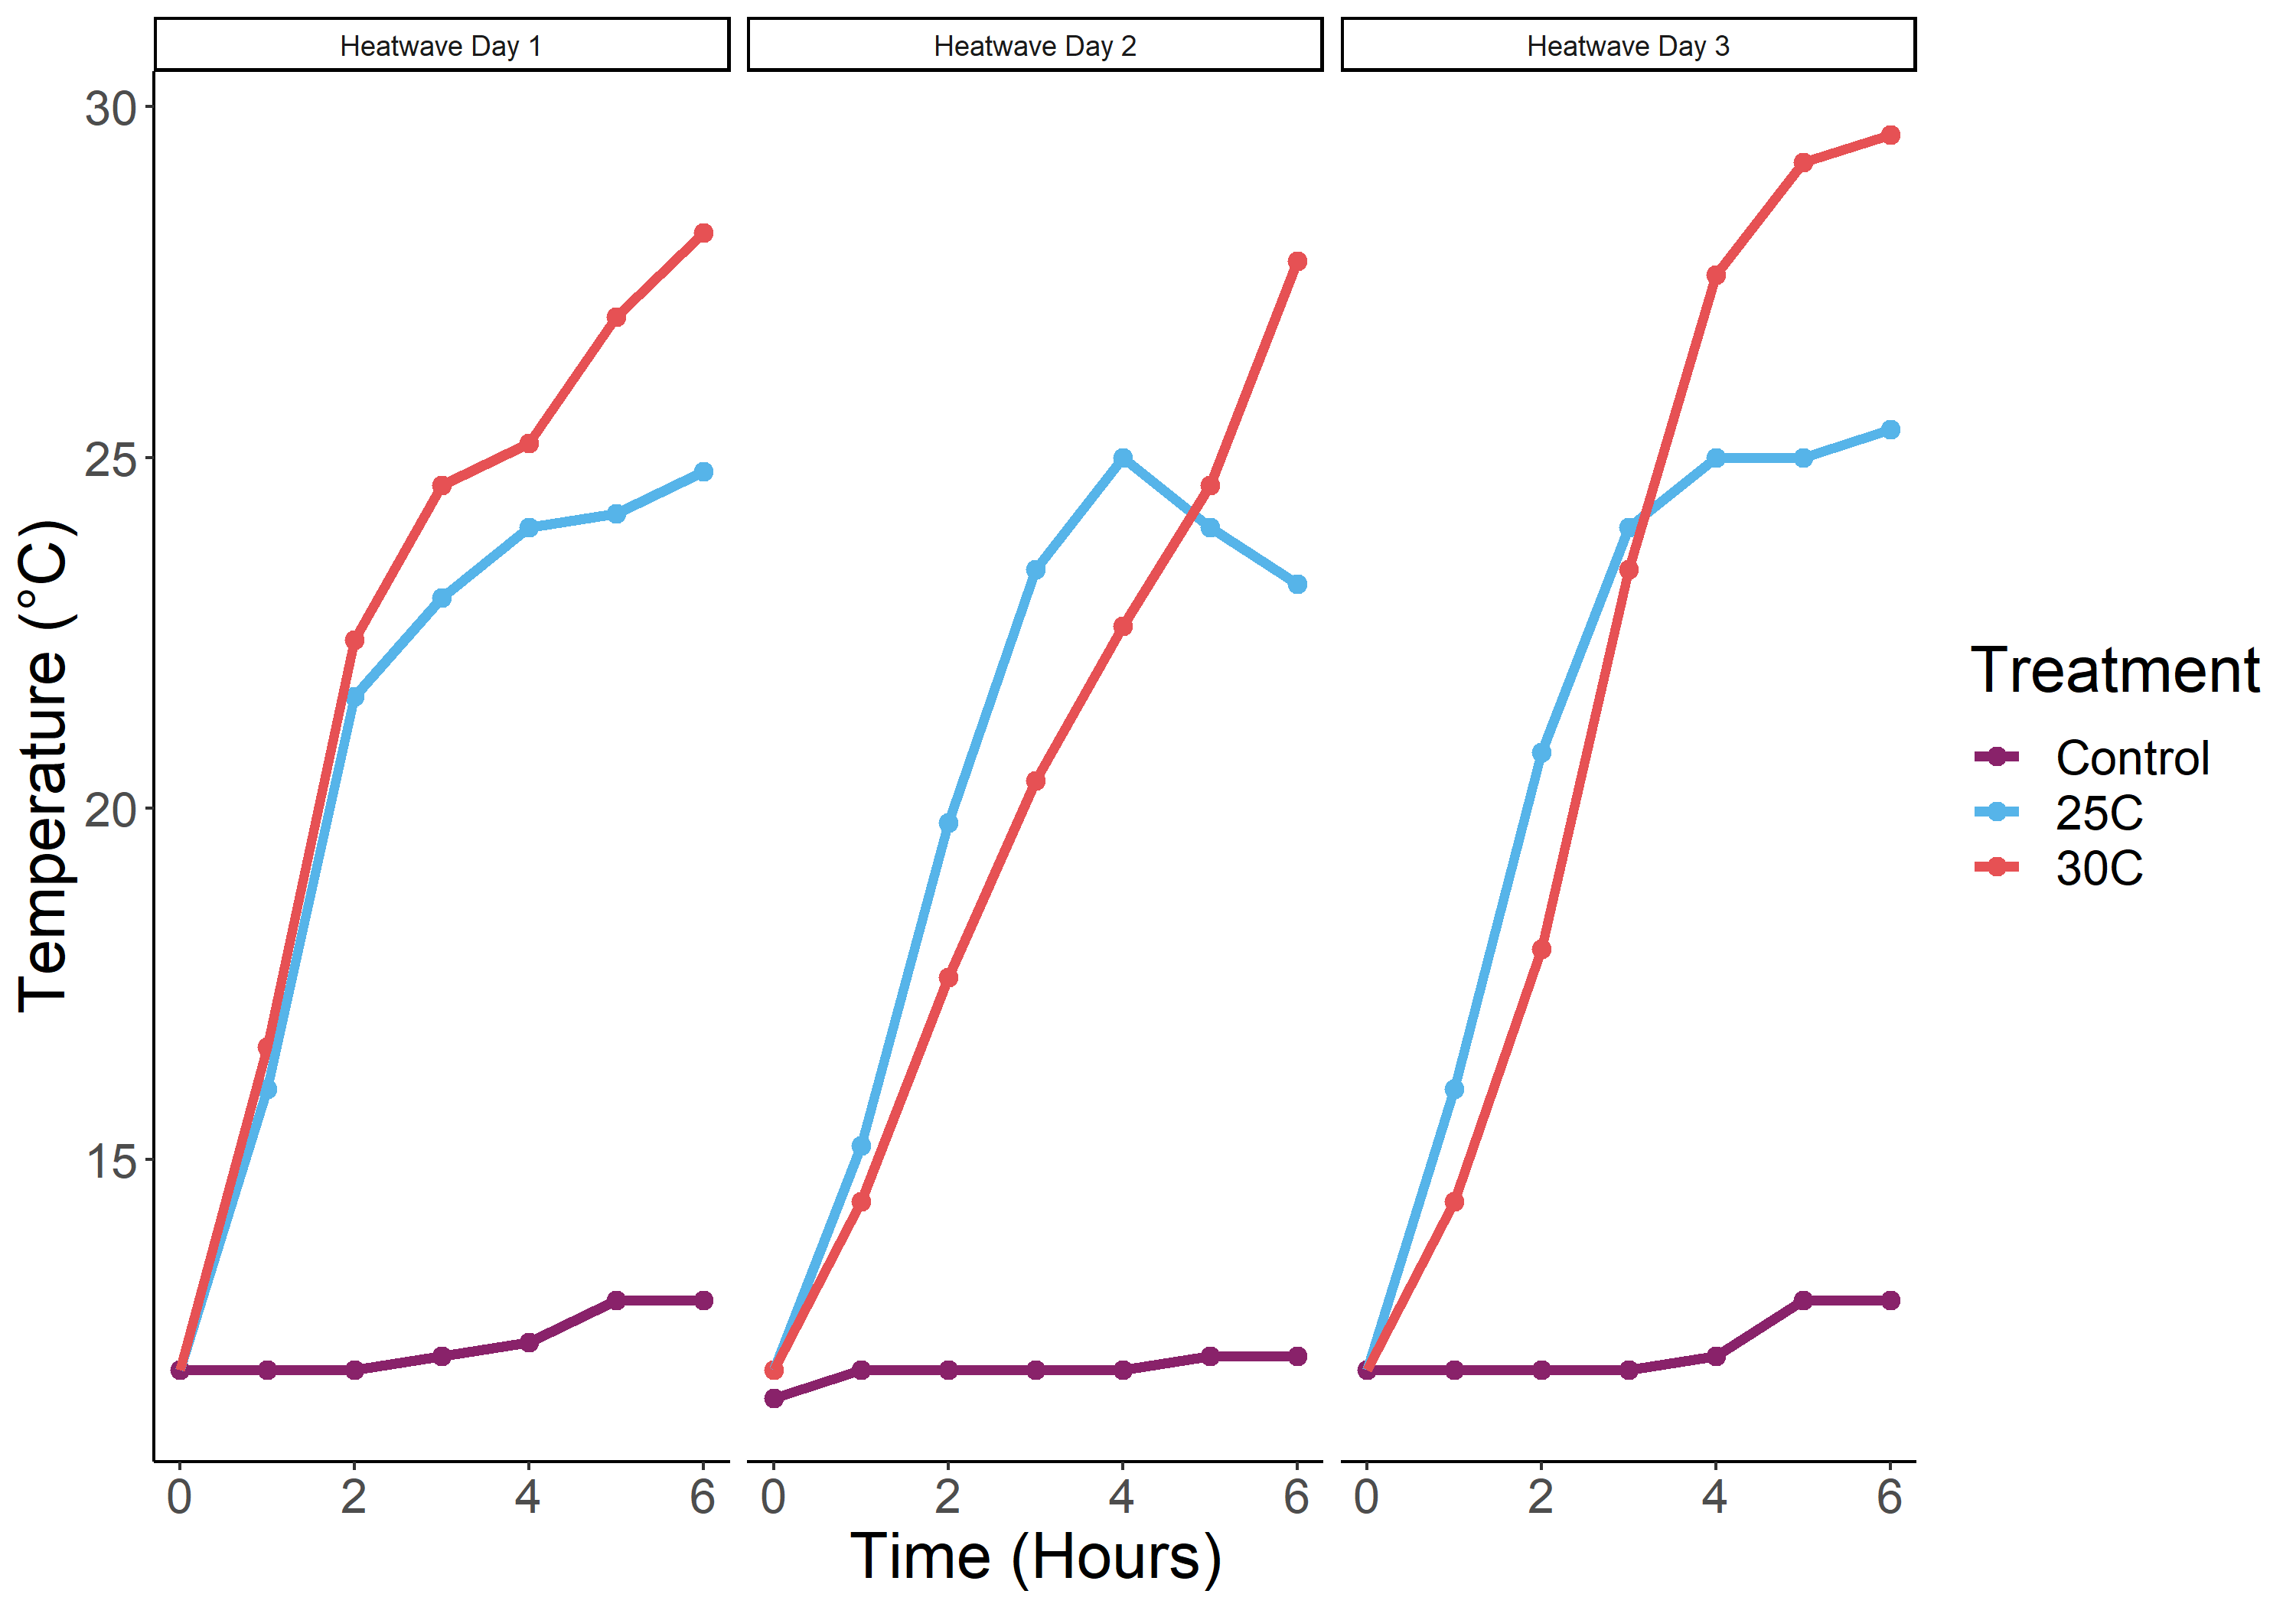 Heatwave Day 1
Heatwave Day 2
Heatwave Day 3
30
25
20
15
Temperature (°C)
0 2 4 6 0 2 4 6 0 2 4 6
Time (Hours)
Treatment
Control
25C
30C